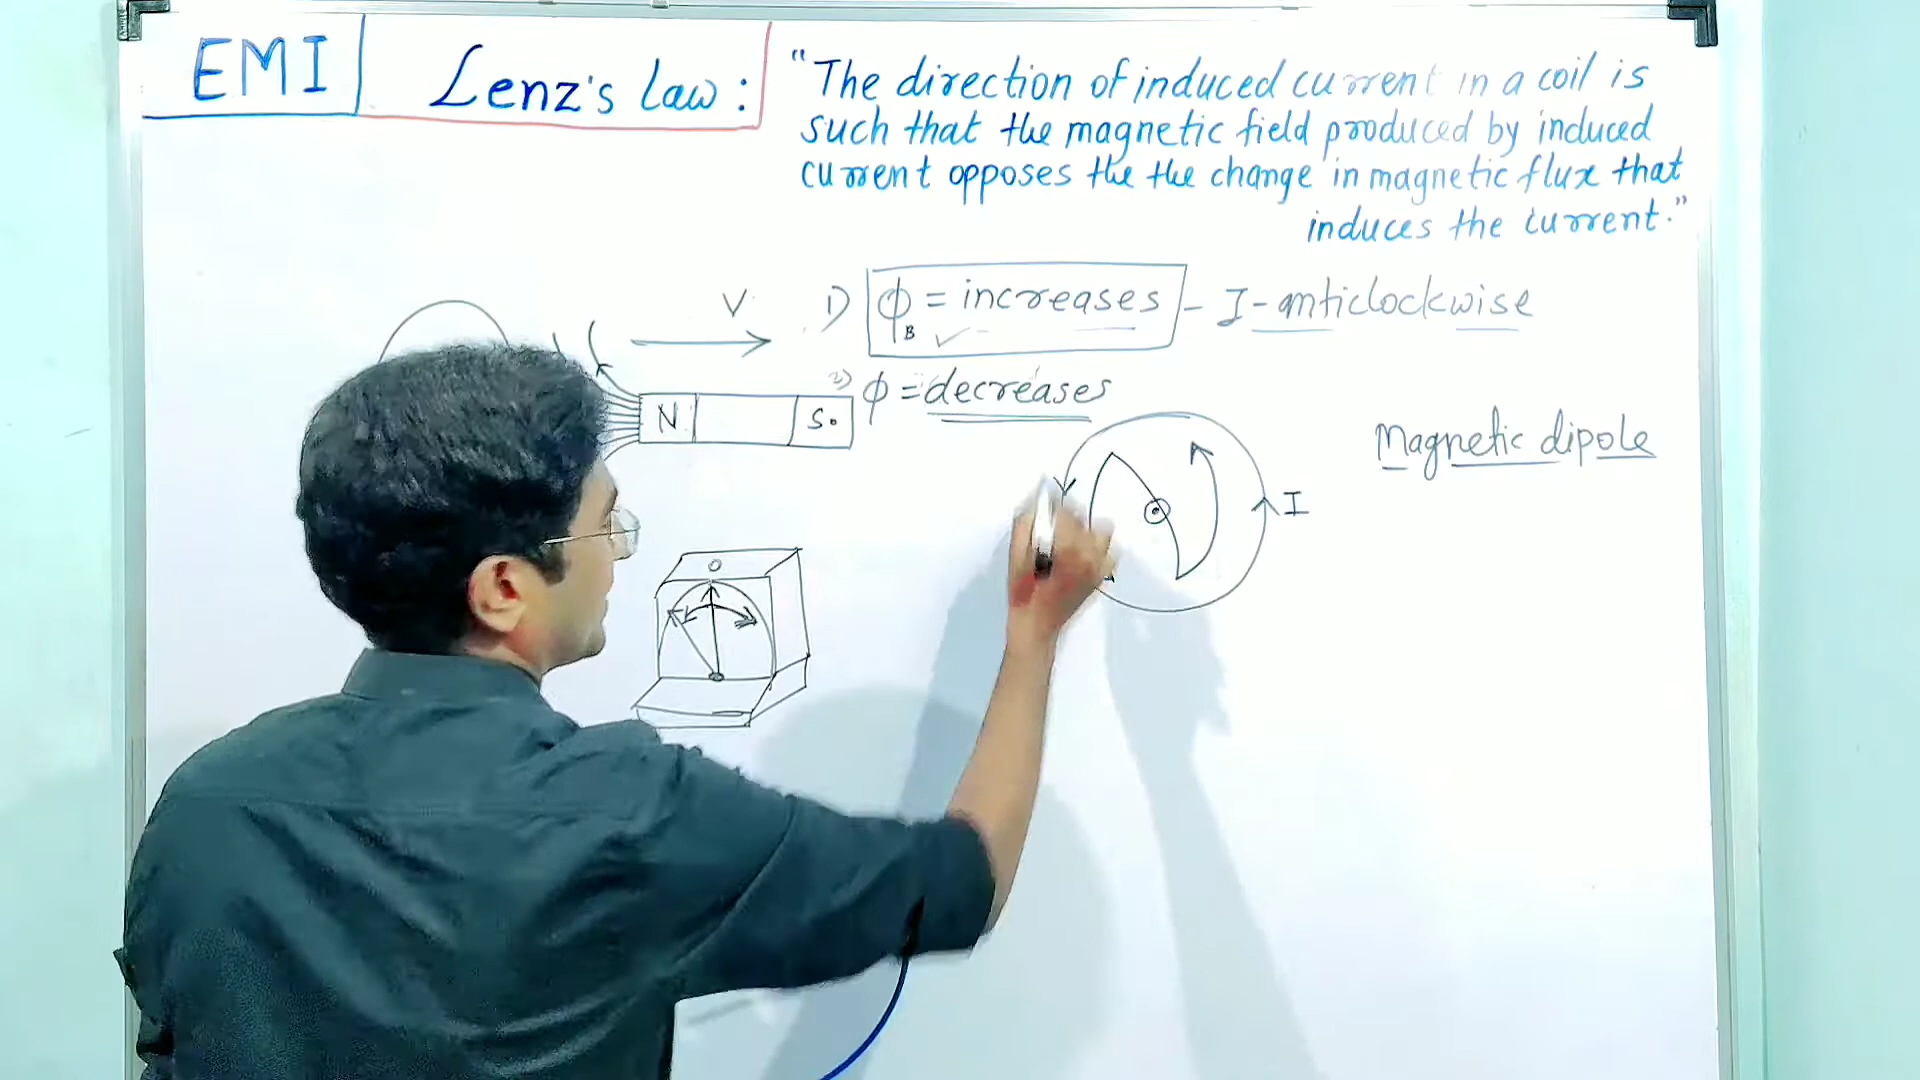 EMI
Lenz's Law:
"The direction of induced current in a coil is
such that the magnetic field produced by induced
current opposes the the change in magnetic flux that
induces the current."
V
1) ϕB = increases - I - anticlockwise
2) ϕ = decreases
N S
Magnetic dipole
I
0